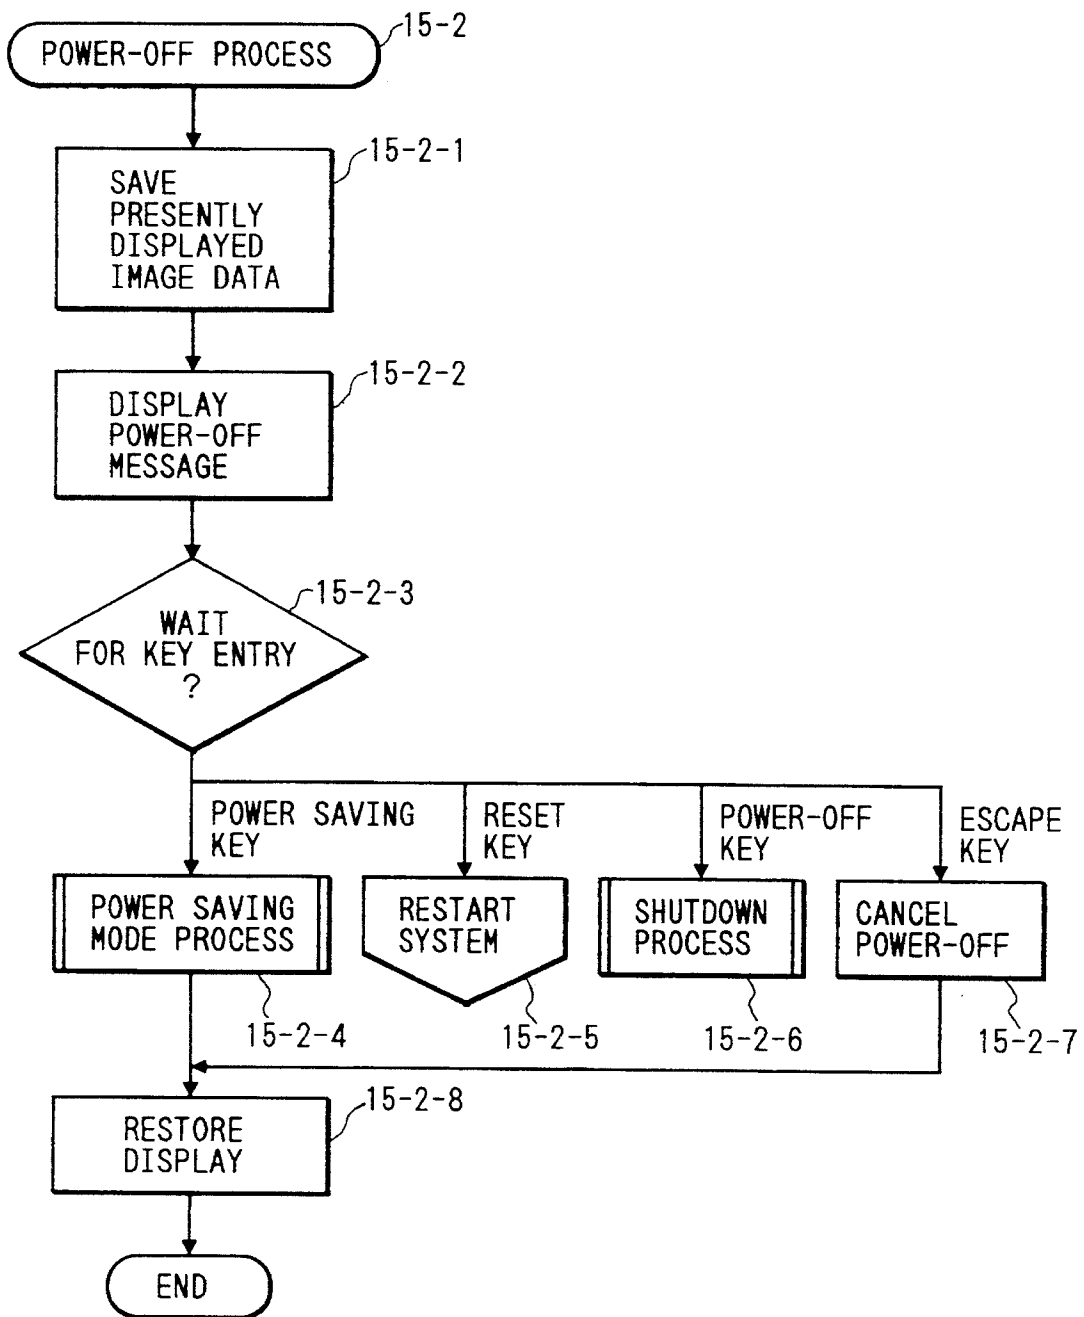 POWER-OFF PROCESS
15-2
15-2-1
SAVE
PRESENTLY
DISPLAYED
IMAGE DATA
15-2-2
DISPLAY
POWER-OFF
MESSAGE
15-2-3
WAIT
FOR KEY ENTRY
?
POWER SAVING
KEY
RESET
KEY
POWER-OFF
KEY
ESCAPE
KEY
POWER SAVING
MODE PROCESS
RESTART
SYSTEM
SHUTDOWN
PROCESS
CANCEL
POWER-OFF
15-2-4
15-2-5
15-2-6
15-2-7
15-2-8
RESTORE
DISPLAY
END